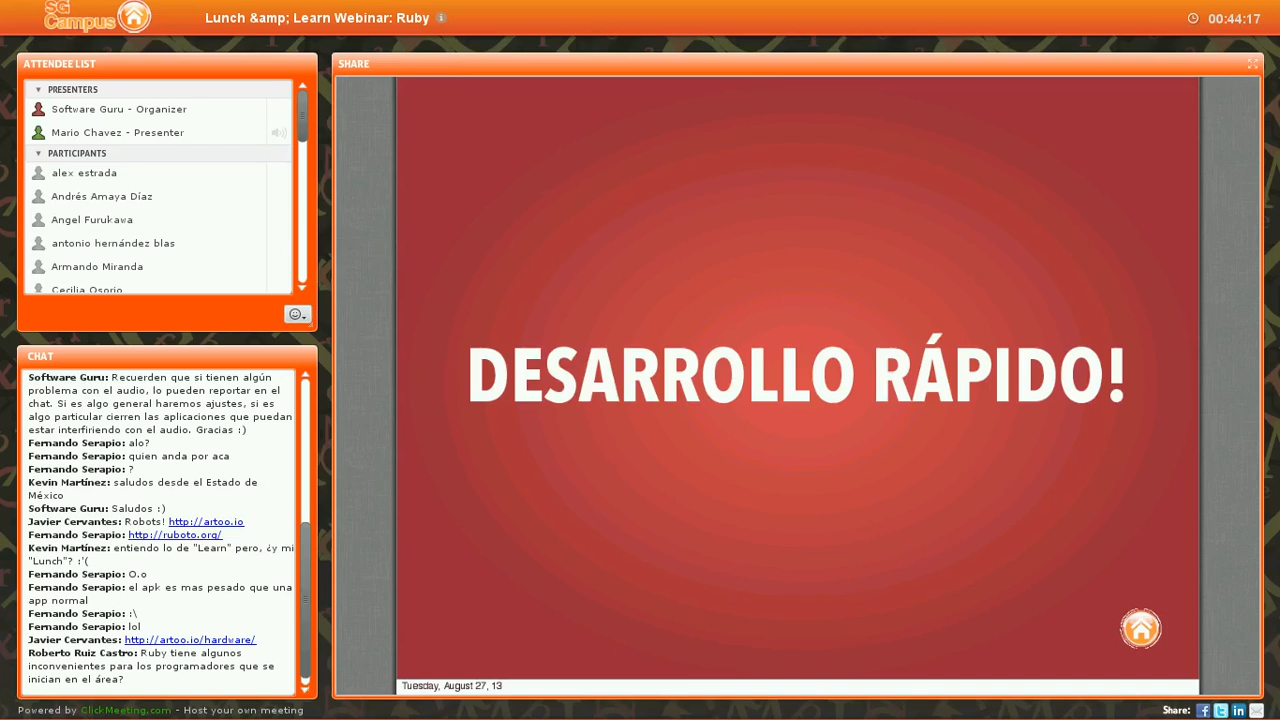 SG
Campus
Lunch &amp; Learn Webinar: Ruby
00:44:17
ATTENDEE LIST
PRESENTERS
Software Guru - Organizer
Mario Chavez - Presenter
PARTICIPANTS
alex estrada
Andrés Amaya Díaz
Angel Furukawa
antonio hernández blas
Armando Miranda
Cecilia Osorio
CHAT
Software Guru: Recuerden que si tienen algún
problema con el audio, lo pueden reportar en el
chat. Si es algo general haremos ajustes, si es
algo particular cierren las aplicaciones que puedan
estar interfiriendo con el audio. Gracias :)
Fernando Serapio: alo?
Fernando Serapio: quien anda por aca
Fernando Serapio: ?
Kevin Martínez: saludos desde el Estado de
México
Software Guru: Saludos :)
Javier Cervantes: Robots! http://artoo.io
Fernando Serapio: http://ruboto.org/
Kevin Martínez: entiendo lo de "Learn" pero, ¿y mi
"Lunch"? :'(
Fernando Serapio: O.o
Fernando Serapio: el apk es mas pesado que una
app normal
Fernando Serapio: :\
Fernando Serapio: lol
Javier Cervantes: http://artoo.io/hardware/
Roberto Ruiz Castro: Ruby tiene algunos
inconvenientes para los programadores que se
inician en el área?
SHARE
DESARROLLO RÁPIDO!
Tuesday, August 27, 13
Powered by ClickMeeting.com - Host your own meeting
Share: